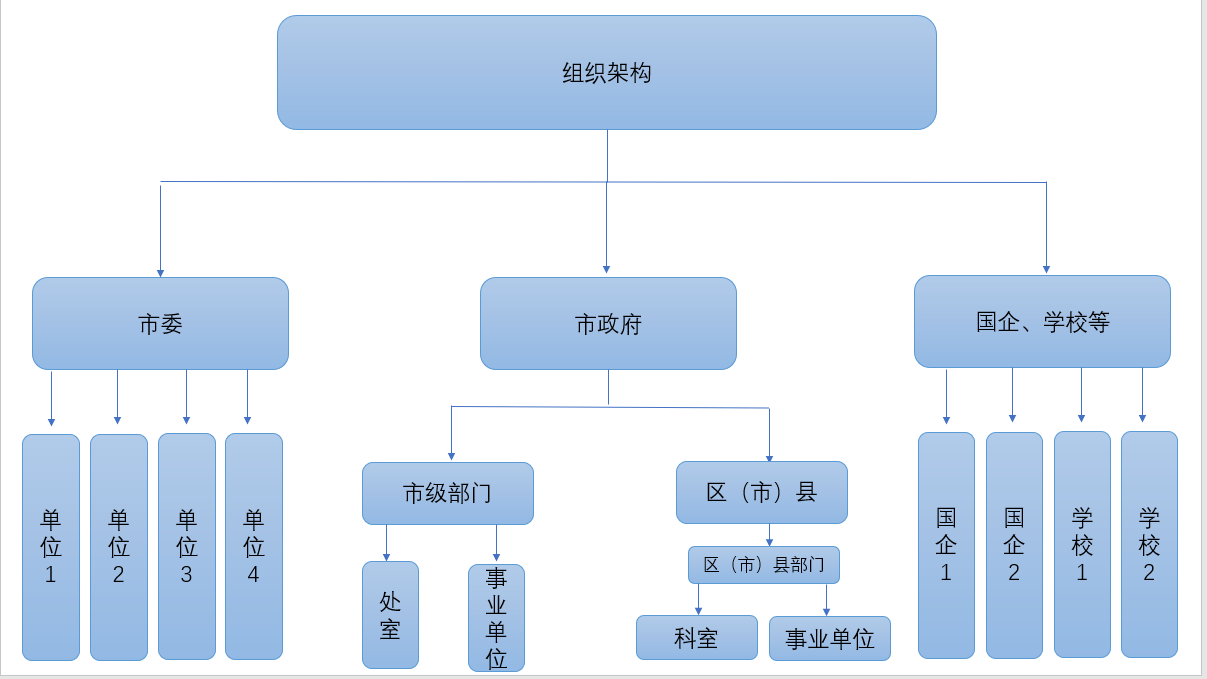 组织架构
市委
市政府
国企、学校等
单位1
单位2
单位3
单位4
市级部门
处室
事业单位
区（市）县
区（市）县部门
科室
事业单位
国企1
国企2
学校1
学校2